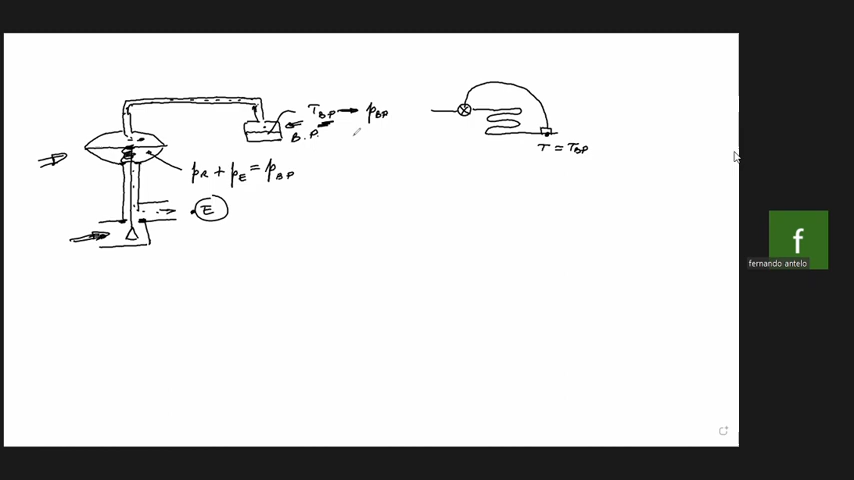 T_BP → p_BP
B.P.
p_R + p_E = p_BP
E
T = T_BP
f
fernando antelo